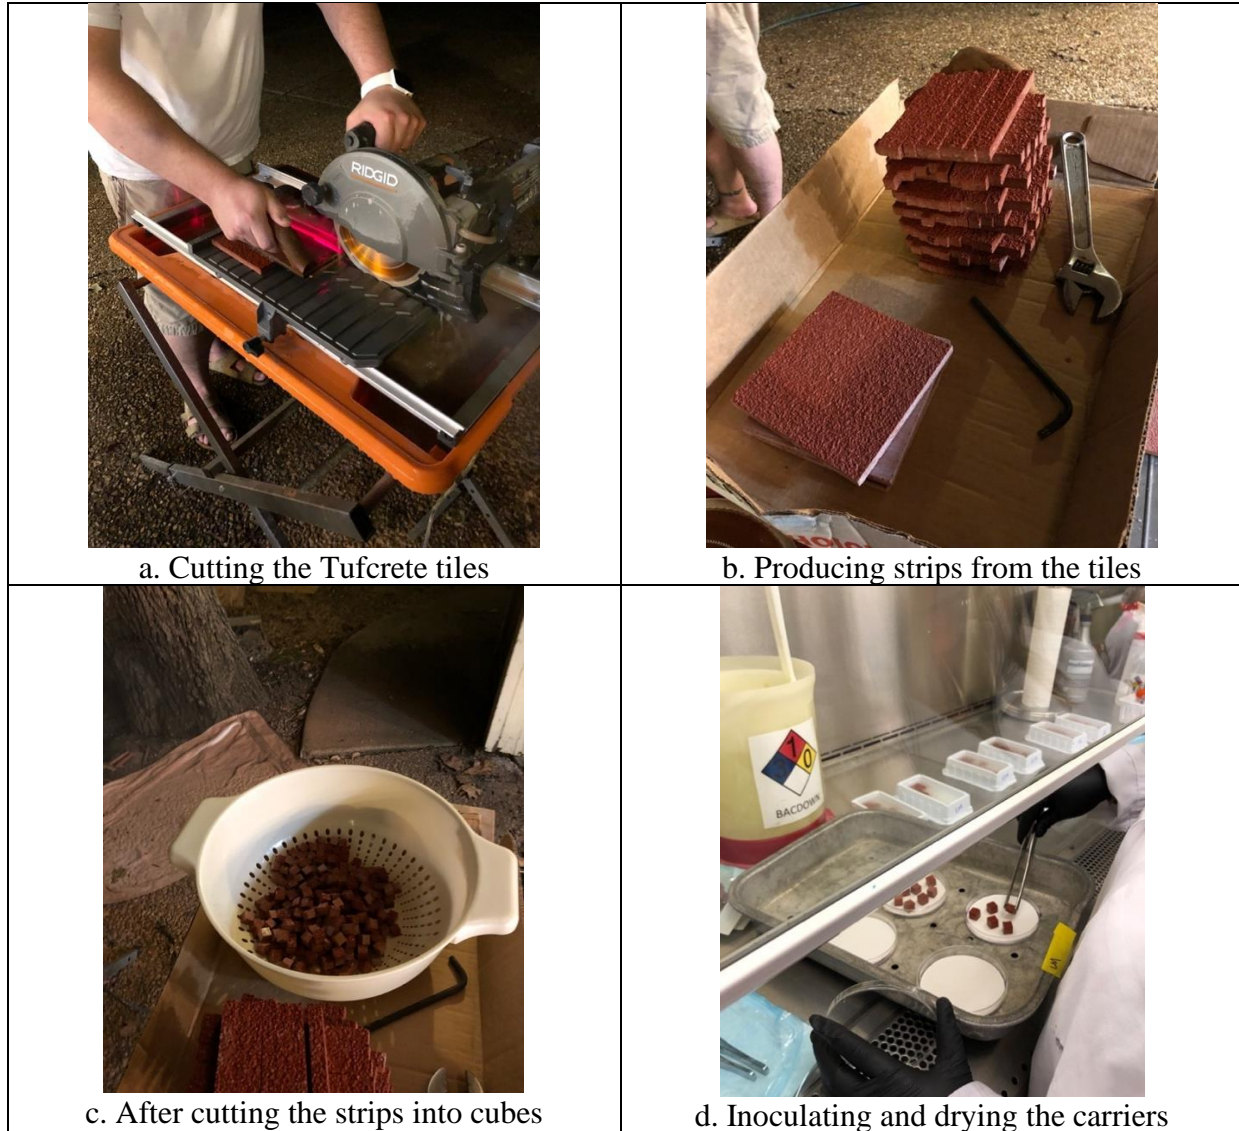 RIDGID
a. Cutting the Tufcrete tiles
b. Producing strips from the tiles
1
0
BACDOWN
c. After cutting the strips into cubes
d. Inoculating and drying the carriers